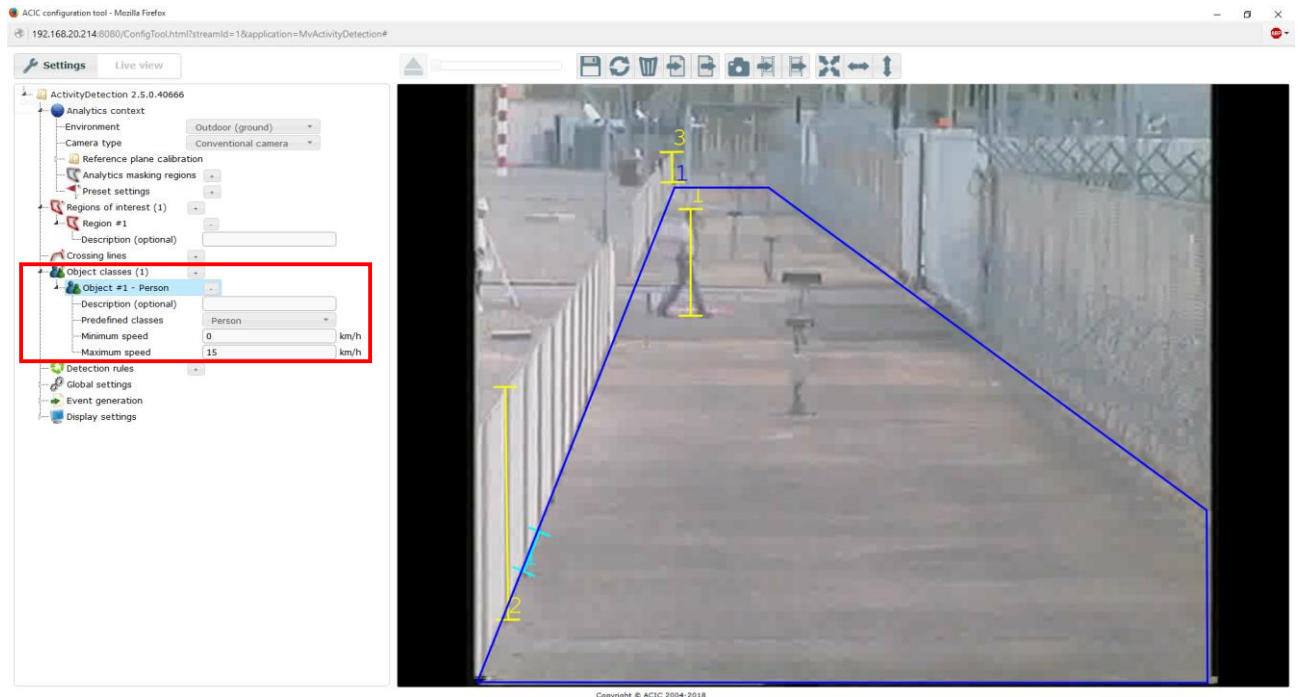 ACIC configuration tool - Mozilla Firefox
192.168.20.214:8080/ConfigTool.html?streamId=1&application=MvActivityDetection#
Settings Live view
ActivityDetection 2.5.0.40666
Analytics context
Environment Outdoor (ground)
Camera type Conventional camera
Reference plane calibration
Analytics masking regions +
Preset settings +
Regions of interest (1) +
Region #1 -
Description (optional)
Crossing lines +
Object classes (1) +
Object #1 - Person -
Description (optional)
Predefined classes Person
Minimum speed 0 km/h
Maximum speed 15 km/h
Detection rules +
Global settings
Event generation
Display settings
3
1
1
2
Copyright © ACIC 2004-2018